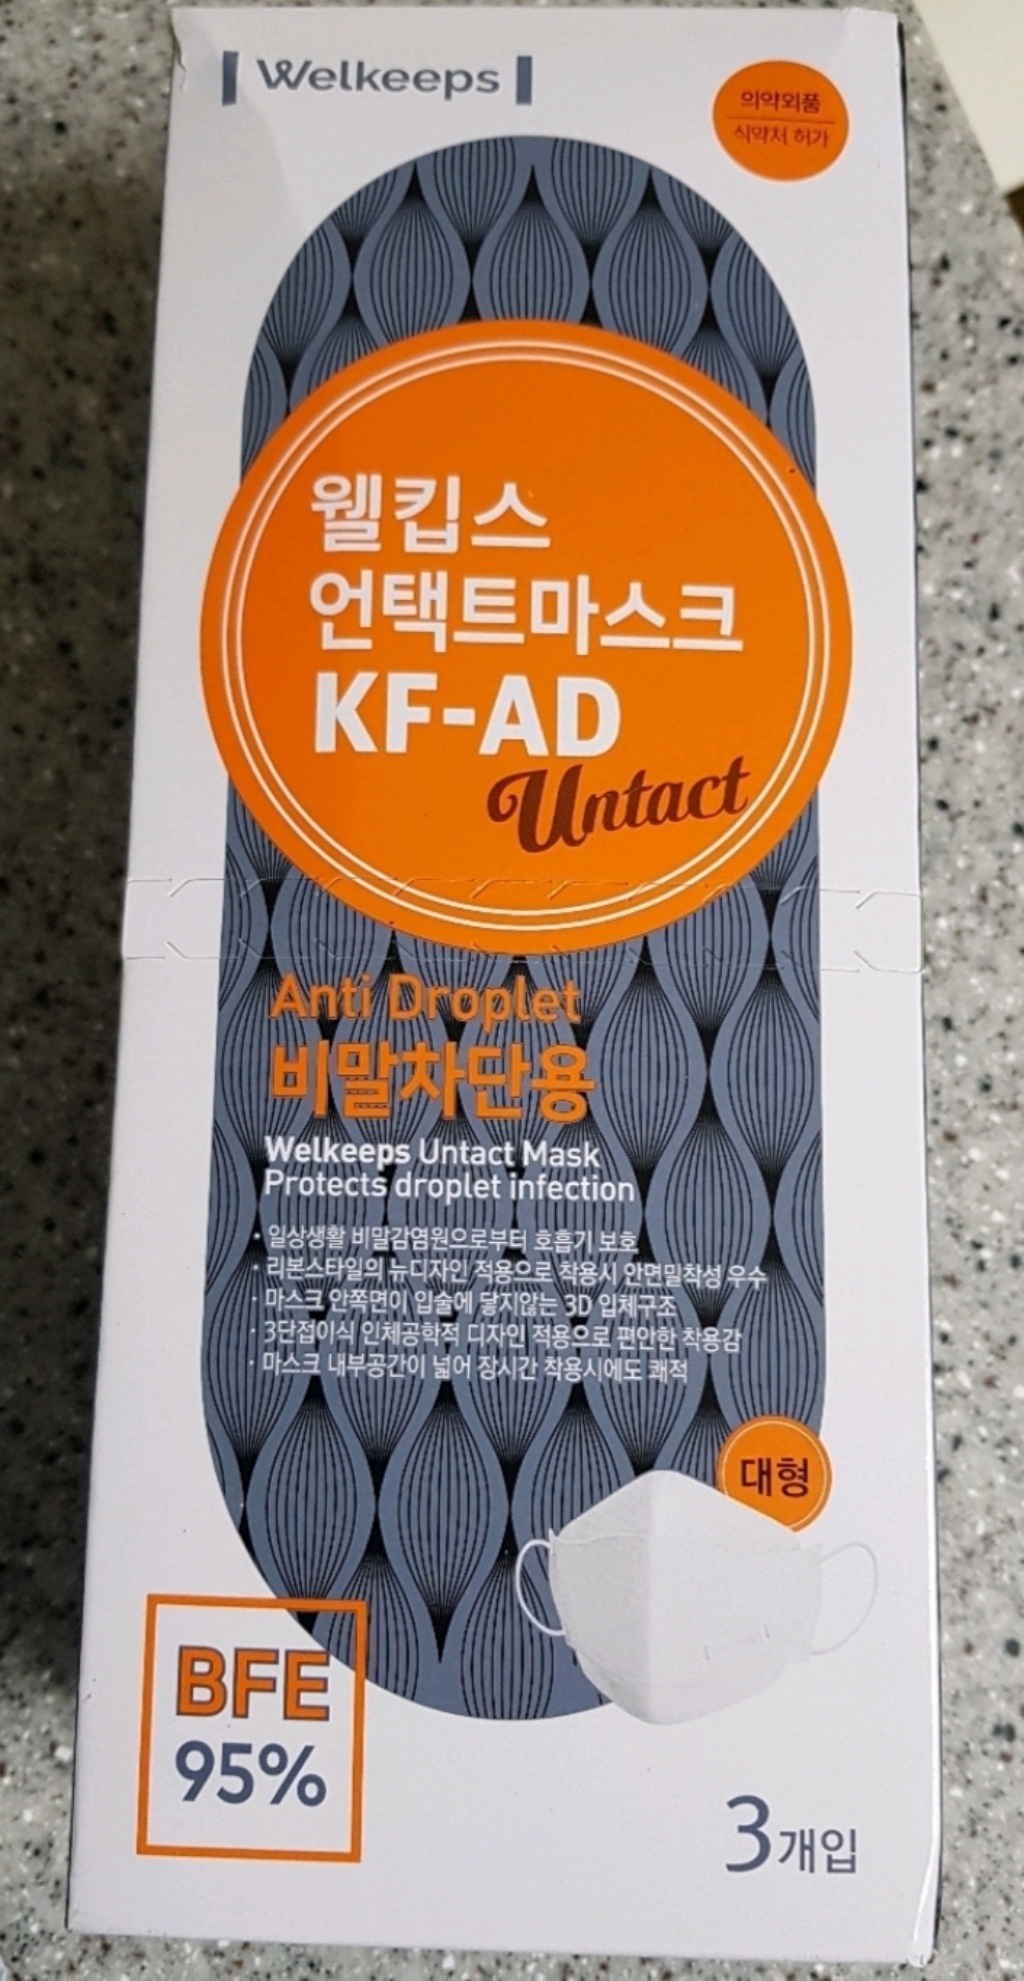 Welkeeps
의약외품
식약처 허가
웰킵스
언택트마스크
KF-AD
Untact
Anti Droplet
비말차단용
Welkeeps Untact Mask
Protects droplet infection
· 일상생활 비말감염원으로부터 호흡기 보호
· 리본스타일의 뉴디자인 적용으로 착용시 안면밀착성 우수
· 마스크 안쪽면이 입술에 닿지않는 3D 입체구조
· 3단접이식 인체공학적 디자인 적용으로 편안한 착용감
· 마스크 내부공간이 넓어 장시간 착용시에도 쾌적
대형
BFE
95%
3개입